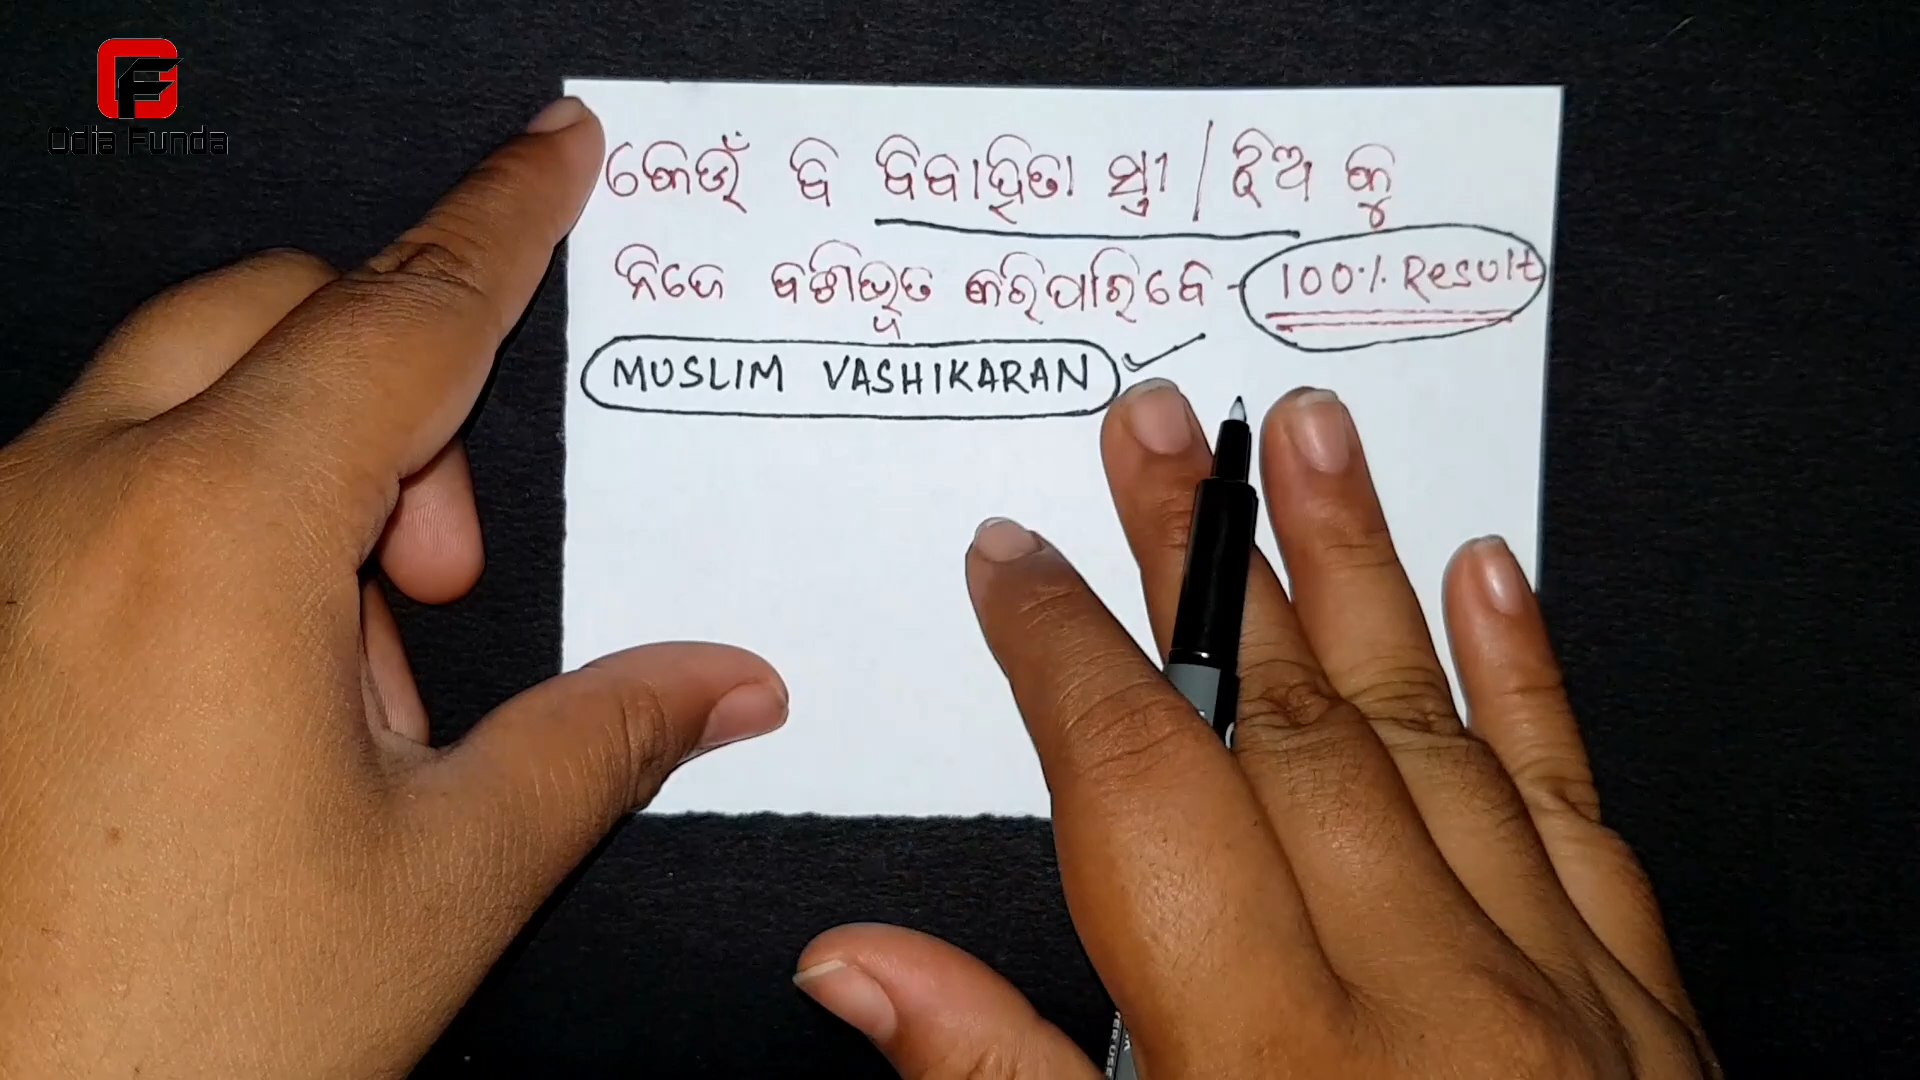 Odia Funda
କେଉଁ ବି ବିବାହିତା ସ୍ତ୍ରୀ / ଝିଅ କୁ
ନିଜେ ବଶୀଭୂତ କରିପାରିବେ - 100% Result
MUSLIM VASHIKARAN